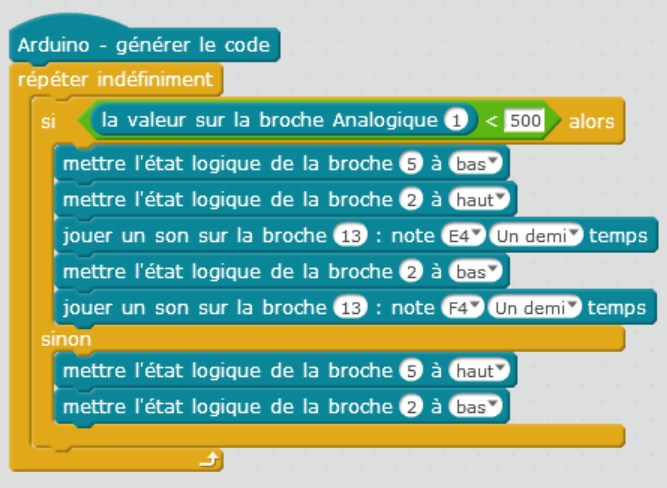 Arduino - générer le code
répéter indéfiniment
si la valeur sur la broche Analogique 1 < 500 alors
mettre l'état logique de la broche 5 à bas
mettre l'état logique de la broche 2 à haut
jouer un son sur la broche 13 : note E4 Un demi temps
mettre l'état logique de la broche 2 à bas
jouer un son sur la broche 13 : note F4 Un demi temps
sinon
mettre l'état logique de la broche 5 à haut
mettre l'état logique de la broche 2 à bas